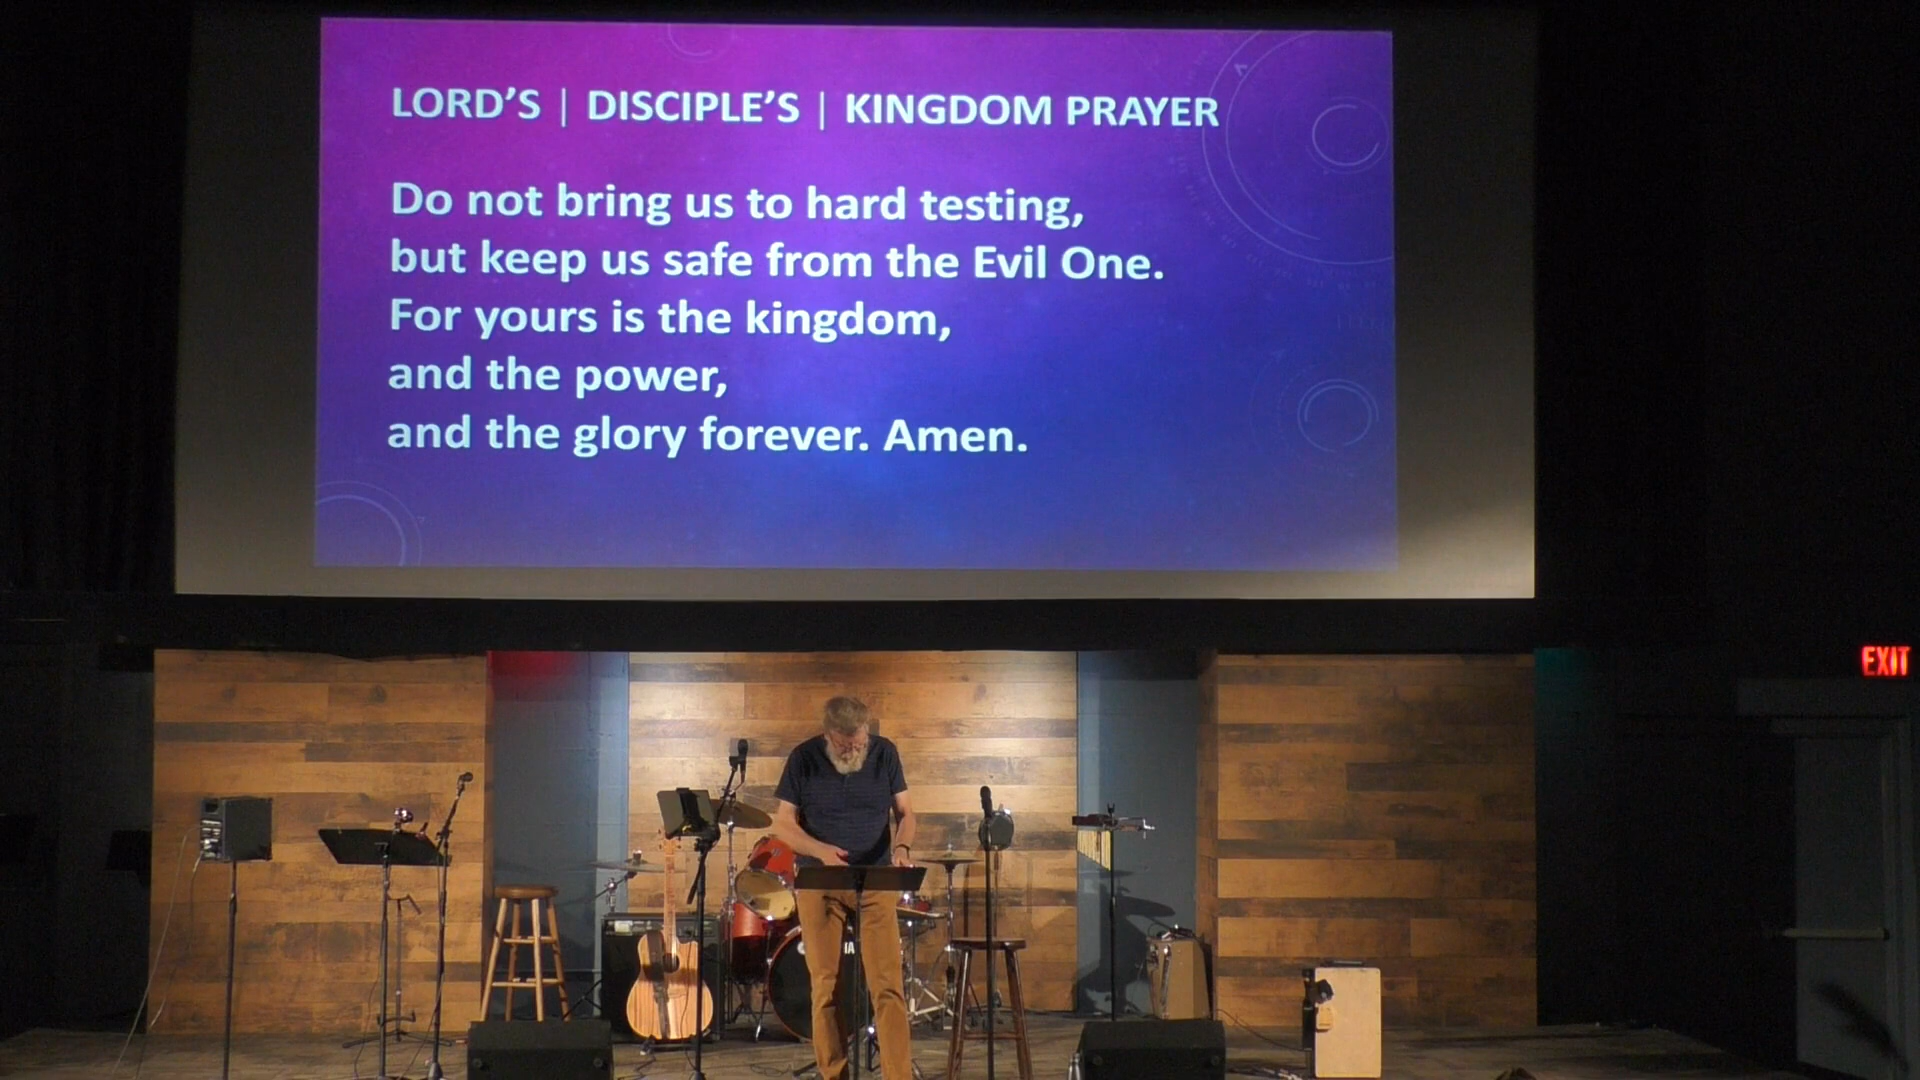 LORD'S | DISCIPLE'S | KINGDOM PRAYER
Do not bring us to hard testing,
but keep us safe from the Evil One.
For yours is the kingdom,
and the power,
and the glory forever. Amen.
EXIT